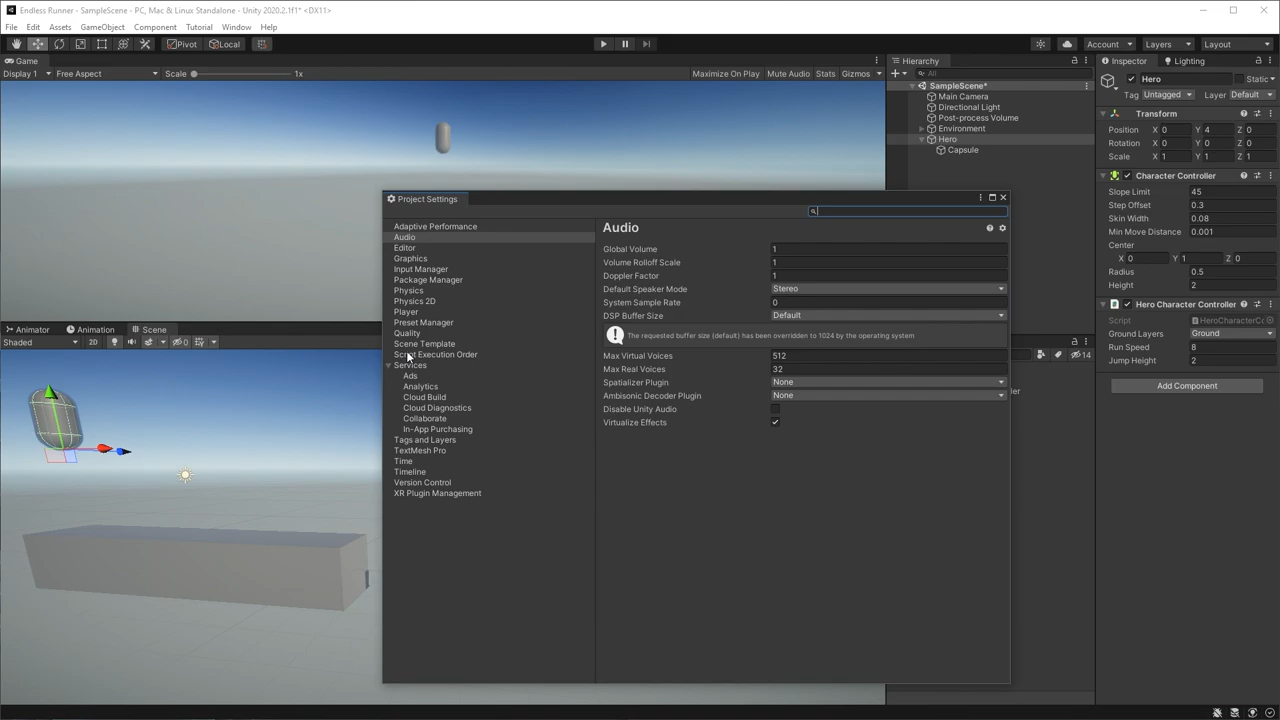 Endless Runner - SampleScene - PC, Mac & Linux Standalone - Unity 2020.2.1f1* <DX11>
File Edit Assets GameObject Component Tutorial Window Help
Pivot Local Account Layers Layout
Game
Display 1 Free Aspect Scale 1x Maximize On Play Mute Audio Stats Gizmos
Hierarchy
All
SampleScene*
Main Camera
Directional Light
Post-process Volume
Environment
Hero
Capsule
Inspector Lighting
Hero Static
Tag Untagged Layer Default
Transform
Position X 0 Y 4 Z 0
Rotation X 0 Y 0 Z 0
Scale X 1 Y 1 Z 1
Character Controller
Slope Limit 45
Step Offset 0.3
Skin Width 0.08
Min Move Distance 0.001
Center
X 0 Y 1 Z 0
Radius 0.5
Height 2
Hero Character Controller
Script HeroCharacterCc
Ground Layers Ground
Run Speed 8
Jump Height 2
Add Component
Animator Animation Scene
Shaded 2D 0
14
Project Settings
Adaptive Performance
Audio
Editor
Graphics
Input Manager
Package Manager
Physics
Physics 2D
Player
Preset Manager
Quality
Scene Template
Script Execution Order
Services
Ads
Analytics
Cloud Build
Cloud Diagnostics
Collaborate
In-App Purchasing
Tags and Layers
TextMesh Pro
Time
Timeline
Version Control
XR Plugin Management
Audio
Global Volume 1
Volume Rolloff Scale 1
Doppler Factor 1
Default Speaker Mode Stereo
System Sample Rate 0
DSP Buffer Size Default
The requested buffer size (default) has been overridden to 1024 by the operating system
Max Virtual Voices 512
Max Real Voices 32
Spatializer Plugin None
Ambisonic Decoder Plugin None
Disable Unity Audio
Virtualize Effects